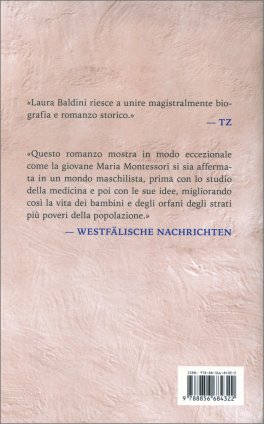 «Laura Baldini riesce a unire magistralmente bio-
grafia e romanzo storico.»
— TZ
«Questo romanzo mostra in modo eccezionale
come la giovane Maria Montessori si sia afferma-
ta in un mondo maschilista, prima con lo studio
della medicina e poi con le sue idee, migliorando
così la vita dei bambini e degli orfani degli strati
più poveri della popolazione.»
— WESTFÄLISCHE NACHRICHTEN
9 788856 684322